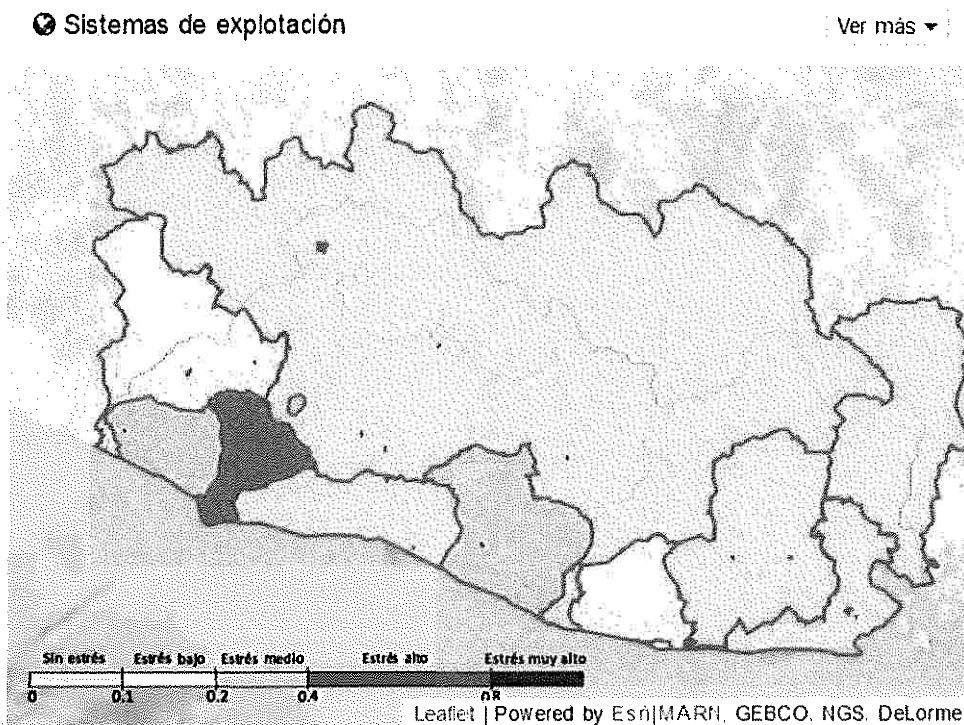 Sistemas de explotación
Ver más
Sin estrés Estrés bajo Estrés medio Estrés alto Estrés muy alto
0 0.1 0.2 0.4 0.8
Leaflet | Powered by Esri|MARN, GEBCO, NGS, DeLorme